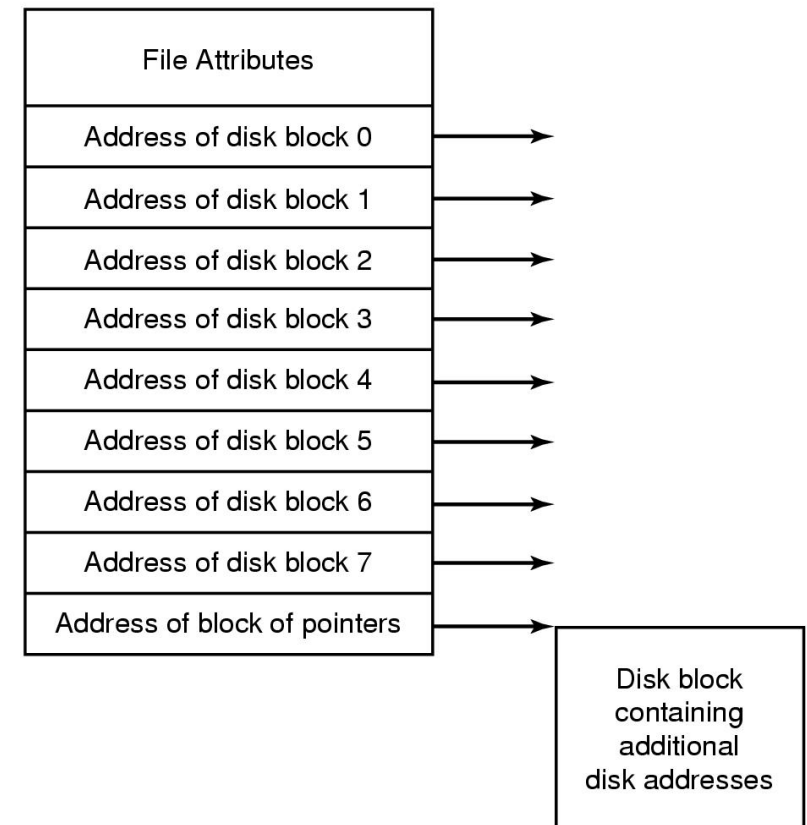 File Attributes
Address of disk block 0
Address of disk block 1
Address of disk block 2
Address of disk block 3
Address of disk block 4
Address of disk block 5
Address of disk block 6
Address of disk block 7
Address of block of pointers
Disk block
containing
additional
disk addresses